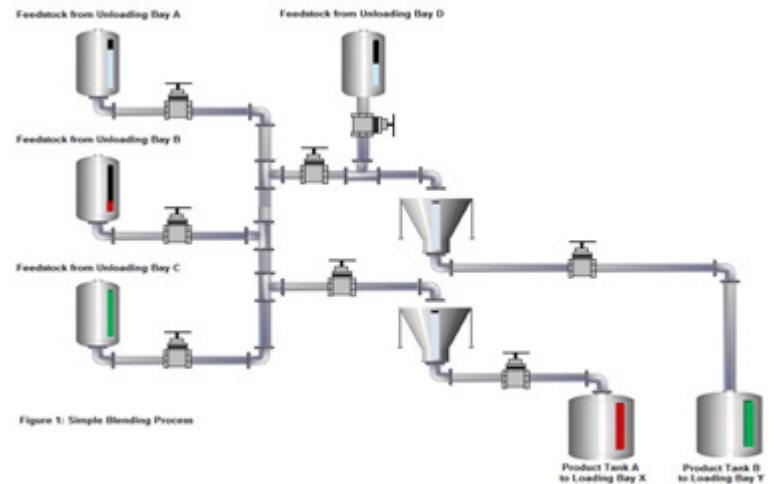 Feedstock from Unloading Bay A
Feedstock from Unloading Bay D
Feedstock from Unloading Bay B
Feedstock from Unloading Bay C
Figure 1: Simple Blending Process
Product Tank A
to Loading Bay X
Product Tank B
to Loading Bay Y